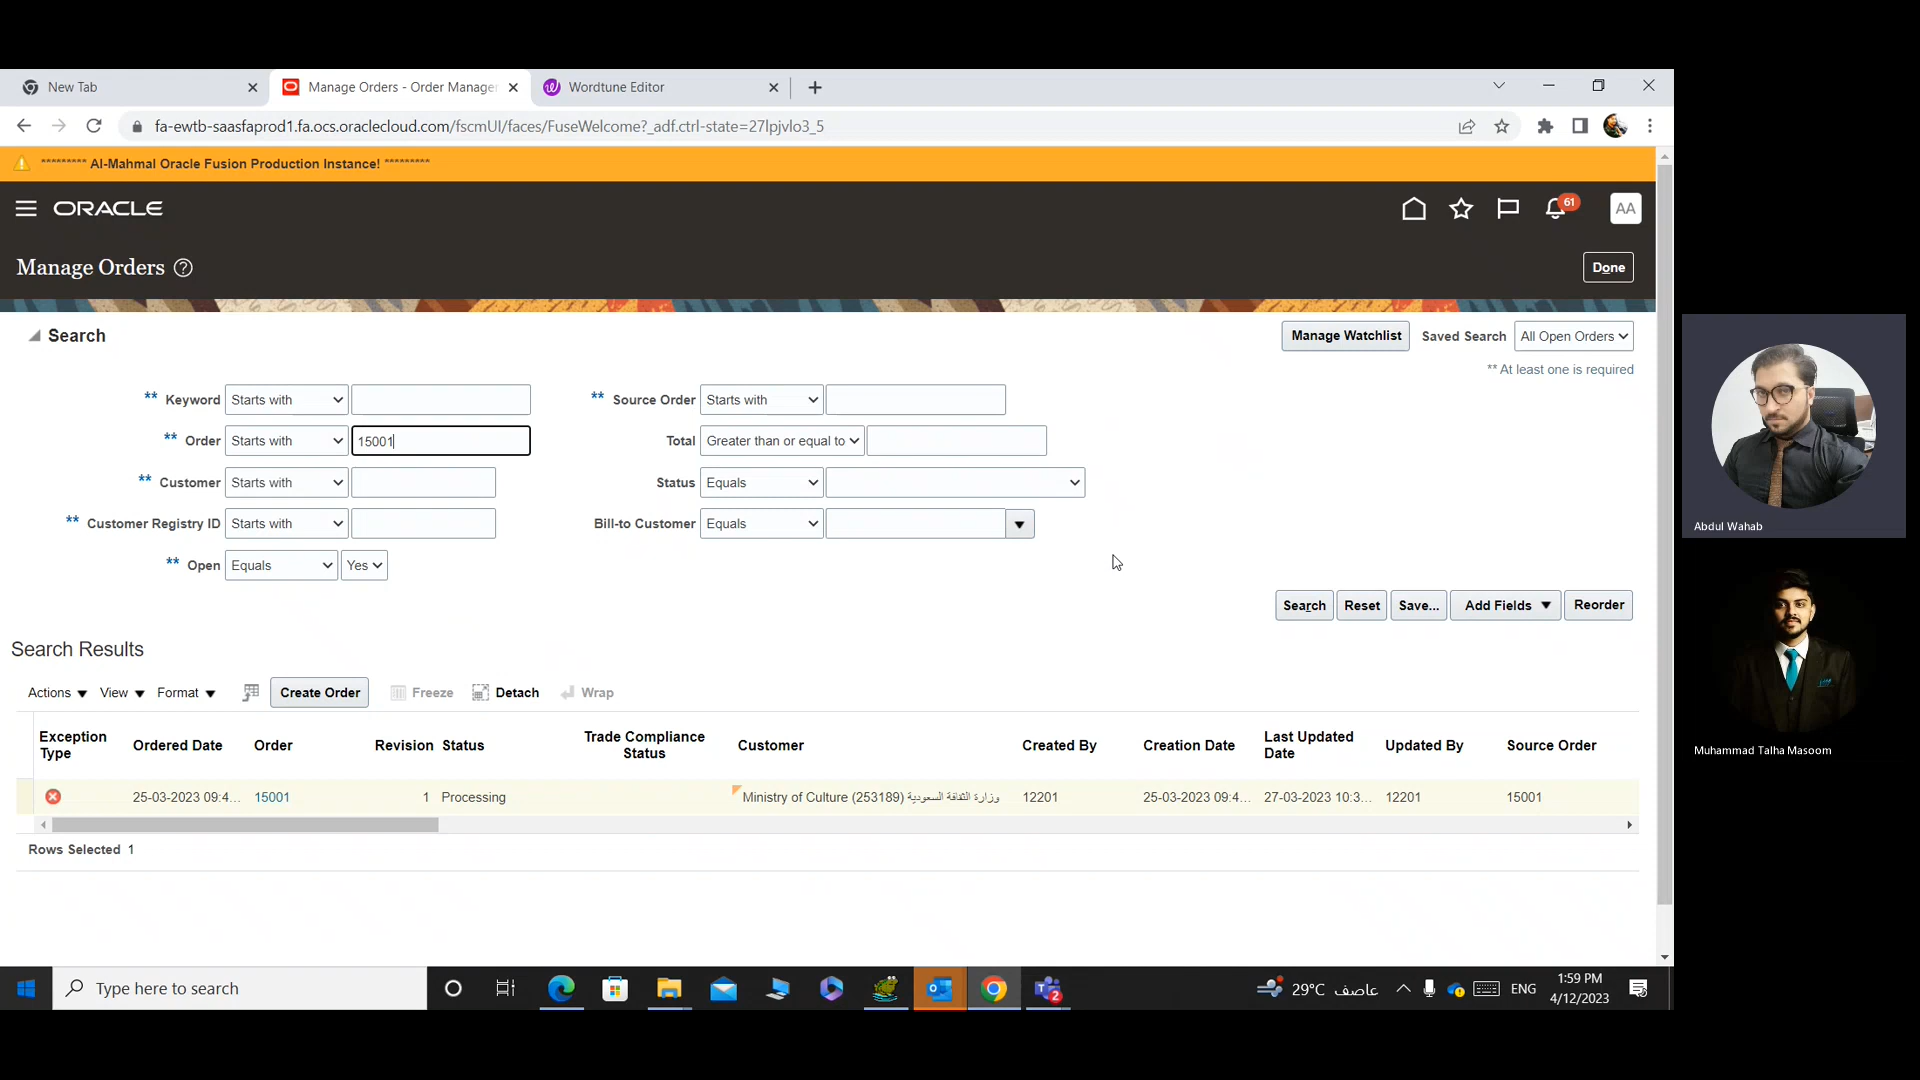 New Tab
Manage Orders - Order Manager
Wordtune Editor
fa-ewtb-saasfaprod1.fa.ocs.oraclecloud.com/fscmUI/faces/FuseWelcome?_adf.ctrl-state=27lpjvlo3_5
********* Al-Mahmal Oracle Fusion Production Instance! *********
ORACLE
61
AA
Manage Orders
Done
Search
Manage Watchlist Saved Search All Open Orders
** At least one is required
** Keyword Starts with
** Source Order Starts with
** Order Starts with 15001
Total Greater than or equal to
** Customer Starts with
Status Equals
** Customer Registry ID Starts with
Bill-to Customer Equals
** Open Equals Yes
Search Reset Save... Add Fields Reorder
Search Results
Actions View Format Create Order Freeze Detach Wrap
Exception Type Ordered Date Order Revision Status Trade Compliance Status Customer Created By Creation Date Last Updated Date Updated By Source Order
25-03-2023 09:4... 15001 1 Processing Ministry of Culture (253189) وزارة الثقافة السعودية 12201 25-03-2023 09:4... 27-03-2023 10:3... 12201 15001
Rows Selected 1
Abdul Wahab
Muhammad Talha Masoom
Type here to search
2
29°C عاصف
ENG
1:59 PM
4/12/2023